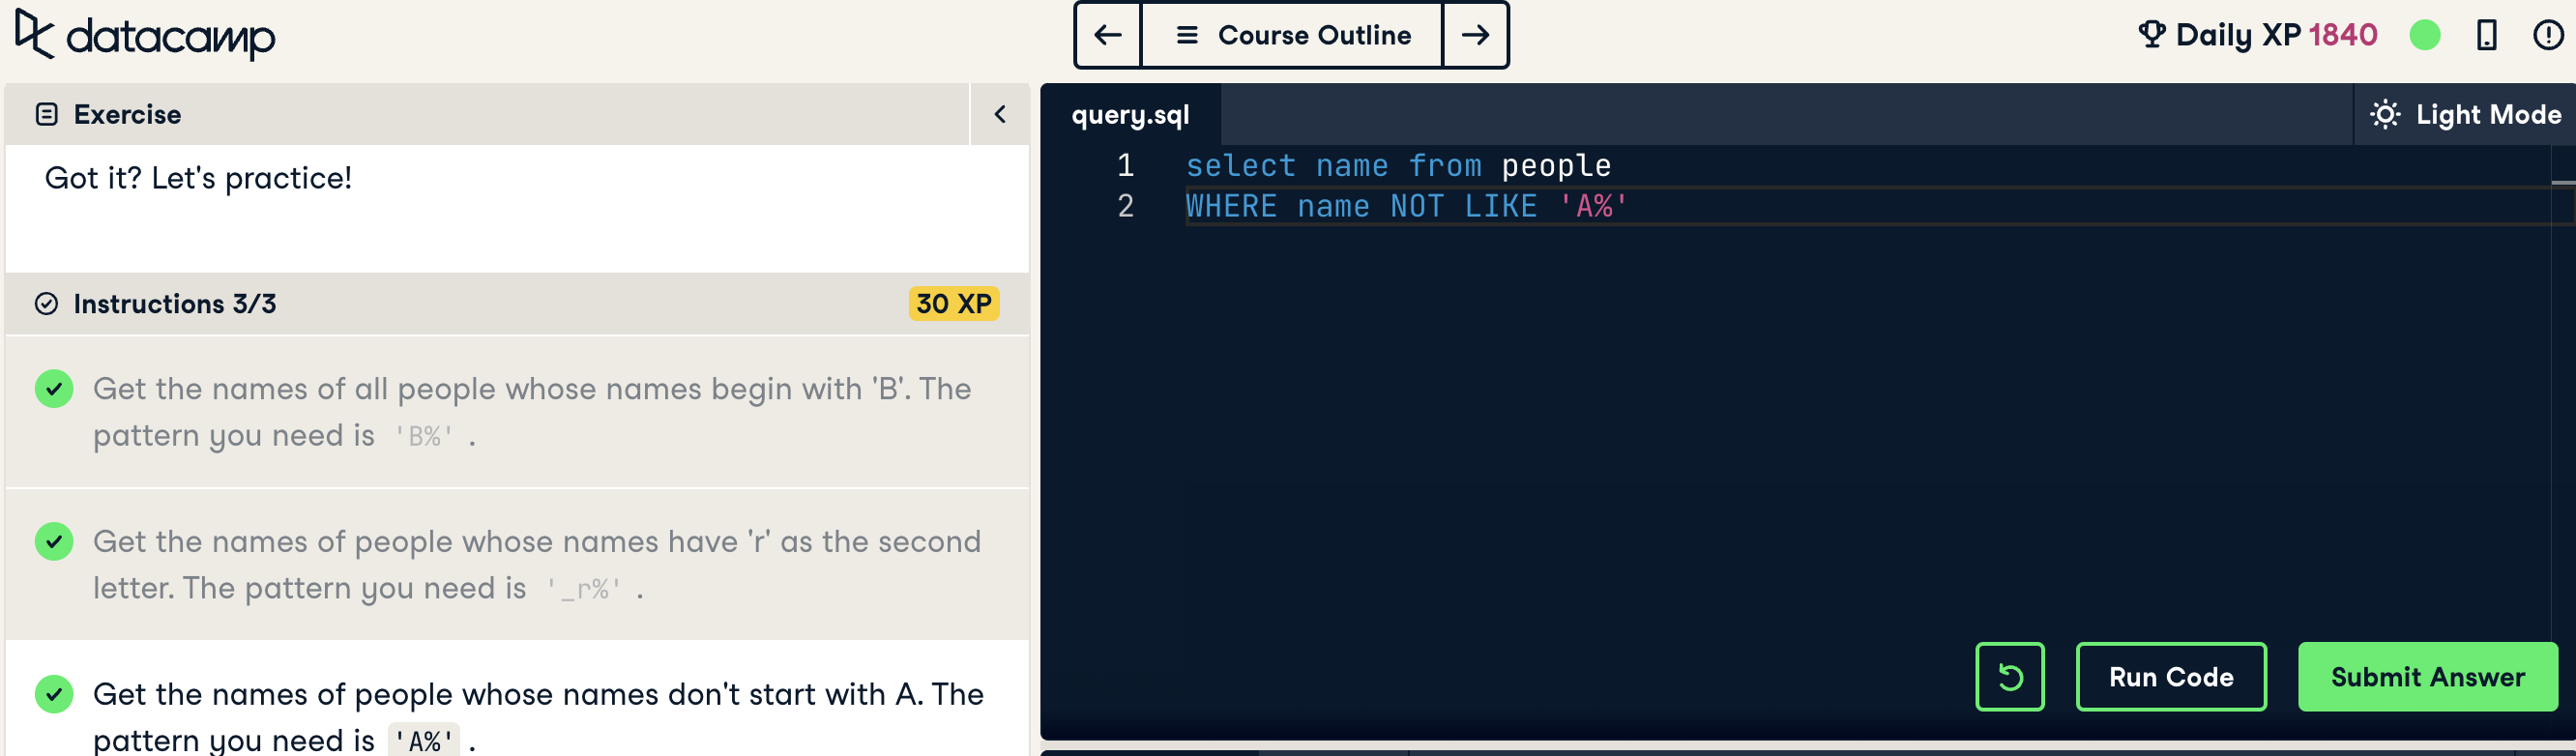 datacamp
Course Outline
Daily XP 1840
Exercise
Got it? Let's practice!
Instructions 3/3
30 XP
Get the names of all people whose names begin with 'B'. The
pattern you need is 'B%' .
Get the names of people whose names have 'r' as the second
letter. The pattern you need is '_r%' .
Get the names of people whose names don't start with A. The
pattern you need is 'A%' .
query.sql
Light Mode
1 select name from people
2 WHERE name NOT LIKE 'A%'
Run Code
Submit Answer